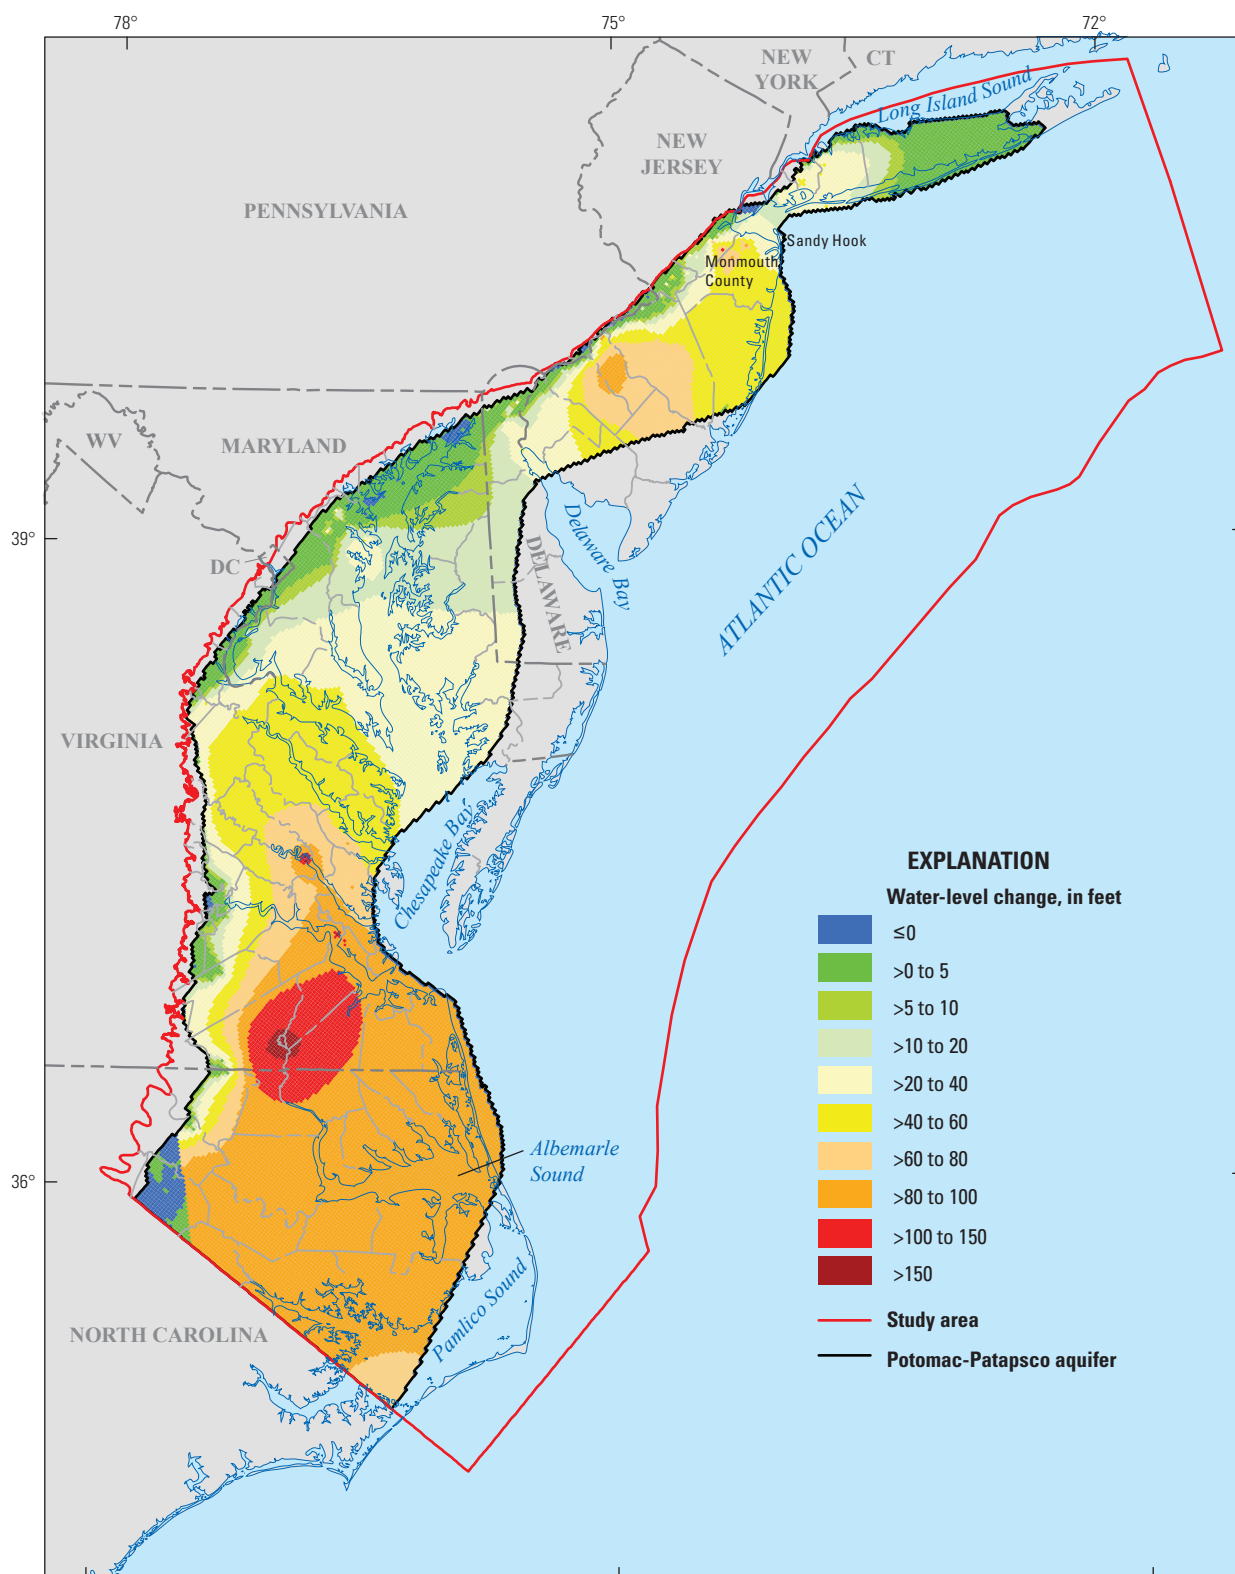 78°
75°
72°
NEW
YORK
CT
Long Island Sound
NEW
JERSEY
PENNSYLVANIA
Sandy Hook
Monmouth
County
WV
MARYLAND
39°
DC
DELAWARE
Delaware Bay
ATLANTIC OCEAN
VIRGINIA
Chesapeake Bay
EXPLANATION
Water-level change, in feet
≤0
>0 to 5
>5 to 10
>10 to 20
>20 to 40
>40 to 60
>60 to 80
>80 to 100
>100 to 150
>150
Study area
Potomac-Patapsco aquifer
Albemarle
Sound
36°
Pamlico Sound
NORTH CAROLINA